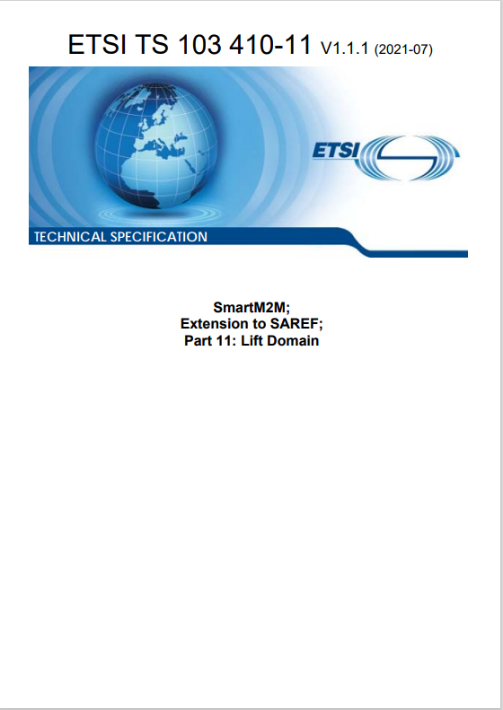 ETSI TS 103 410-11 V1.1.1 (2021-07)
ETSI
TECHNICAL SPECIFICATION
SmartM2M;
Extension to SAREF;
Part 11: Lift Domain